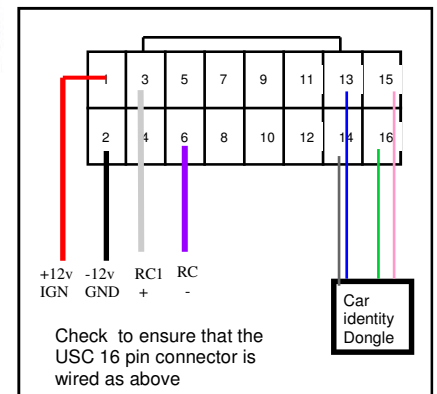 1 3 5 7 9 11 13 15
2 4 6 8 10 12 14 16
+12v -12v RC1 RC
IGN GND + -
Car
identity
Dongle
Check to ensure that the
USC 16 pin connector is
wired as above